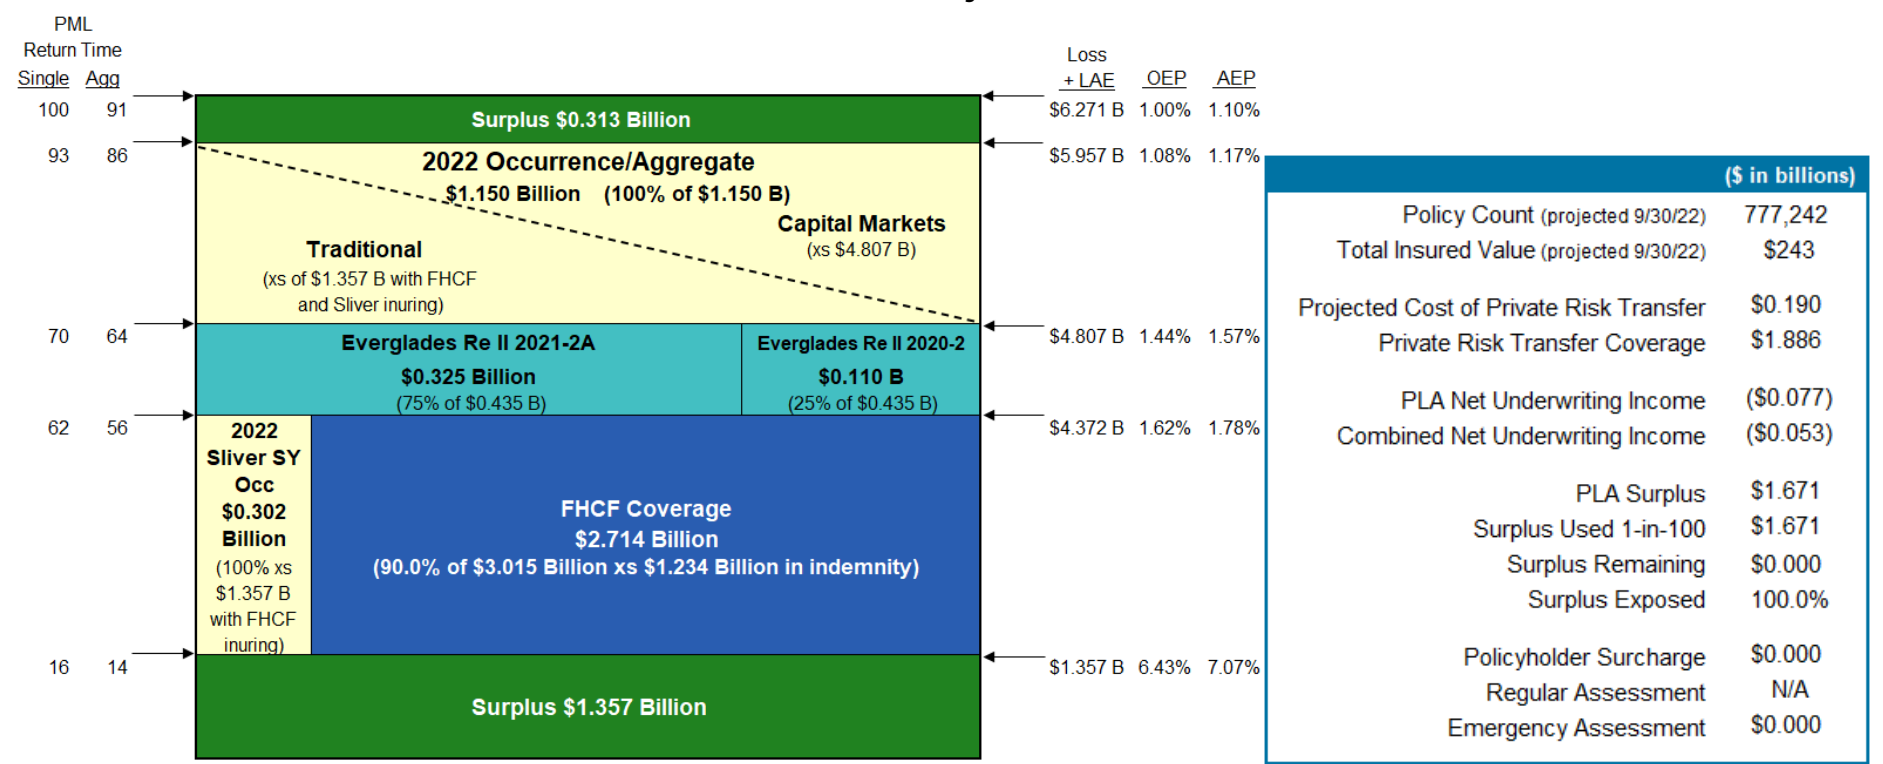 PML
Return Time
Single Agg
100 91
93 86
70 64
62 56
16 14
Surplus $0.313 Billion
2022 Occurrence/Aggregate
$1.150 Billion (100% of $1.150 B)
Capital Markets
(xs $4.807 B)
Traditional
(xs of $1.357 B with FHCF
and Sliver inuring)
Everglades Re II 2021-2A
$0.325 Billion
(75% of $0.435 B)
Everglades Re II 2020-2
$0.110 B
(25% of $0.435 B)
2022
Sliver SY
Occ
$0.302
Billion
(100% xs
$1.357 B
with FHCF
inuring)
FHCF Coverage
$2.714 Billion
(90.0% of $3.015 Billion xs $1.234 Billion in indemnity)
Surplus $1.357 Billion
Loss
+ LAE OEP AEP
$6.271 B 1.00% 1.10%
$5.957 B 1.08% 1.17%
$4.807 B 1.44% 1.57%
$4.372 B 1.62% 1.78%
$1.357 B 6.43% 7.07%
($ in billions)
Policy Count (projected 9/30/22) 777,242
Total Insured Value (projected 9/30/22) $243
Projected Cost of Private Risk Transfer $0.190
Private Risk Transfer Coverage $1.886
PLA Net Underwriting Income ($0.077)
Combined Net Underwriting Income ($0.053)
PLA Surplus $1.671
Surplus Used 1-in-100 $1.671
Surplus Remaining $0.000
Surplus Exposed 100.0%
Policyholder Surcharge $0.000
Regular Assessment N/A
Emergency Assessment $0.000